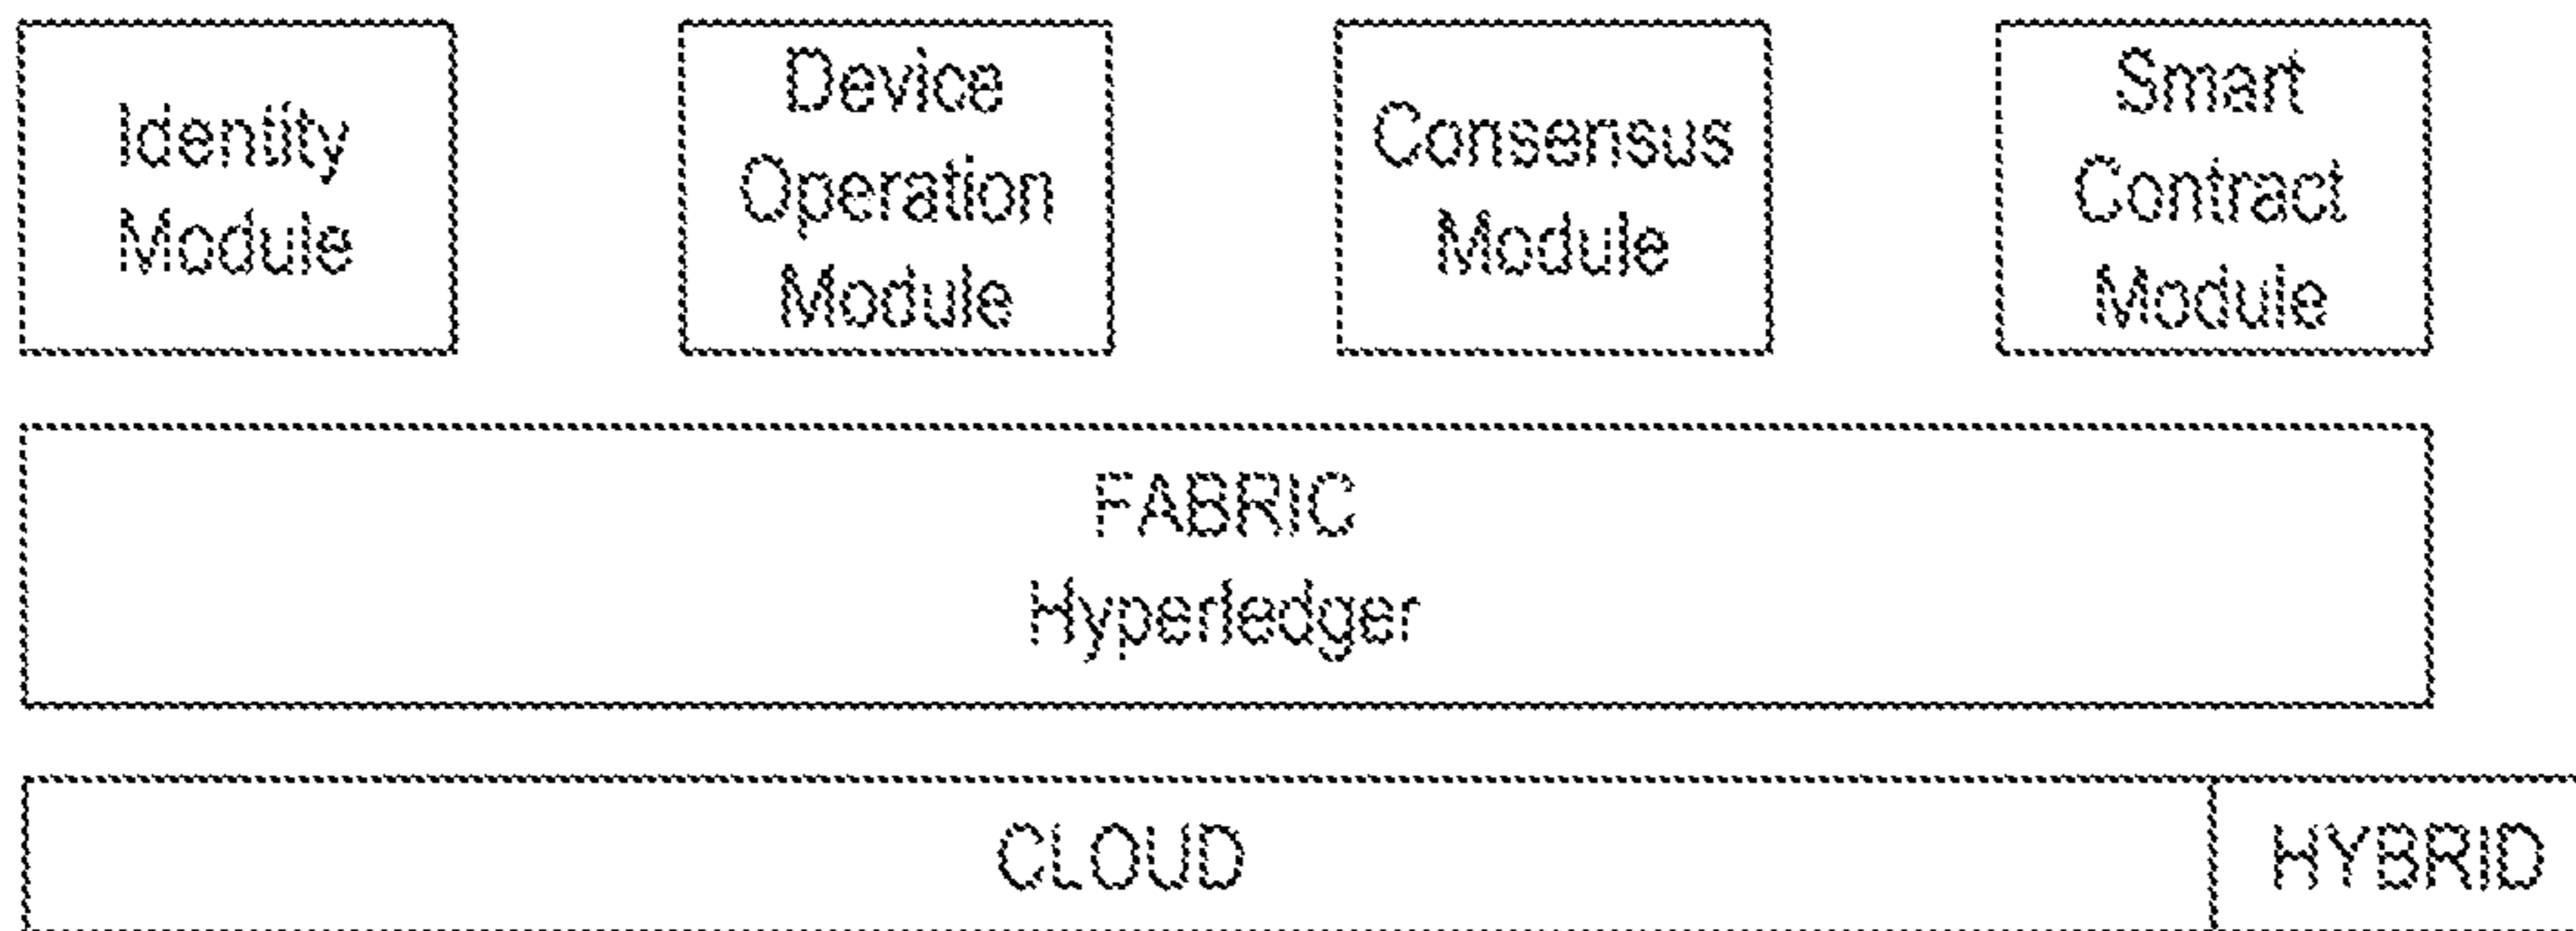 Identity
Module
Device
Operation
Module
Consensus
Module
Smart
Contract
Module
FABRIC
Hyperledger
CLOUD
HYBRID